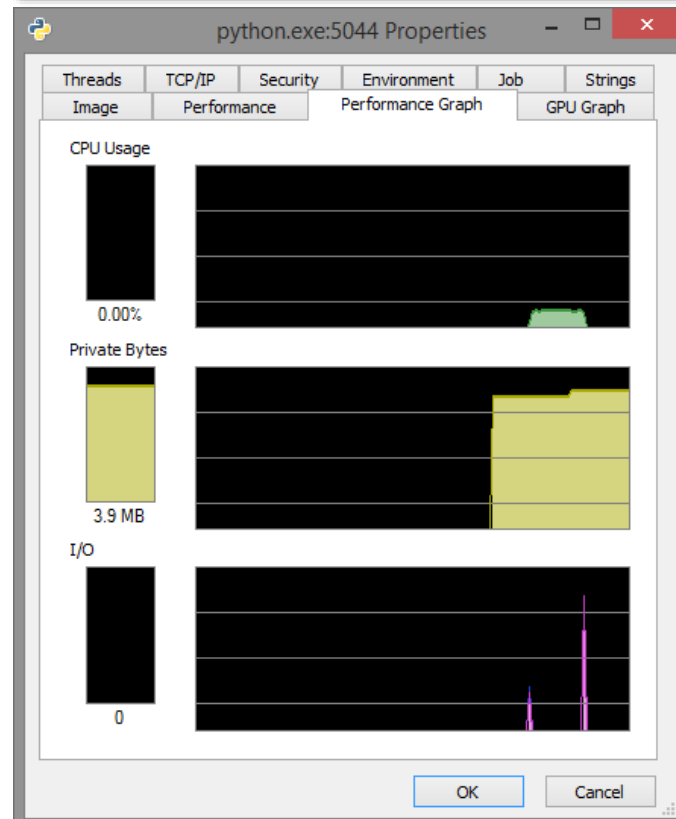 python.exe:5044 Properties
Threads TCP/IP Security Environment Job Strings
Image Performance Performance Graph GPU Graph
CPU Usage
0.00%
Private Bytes
3.9 MB
I/O
0
OK Cancel